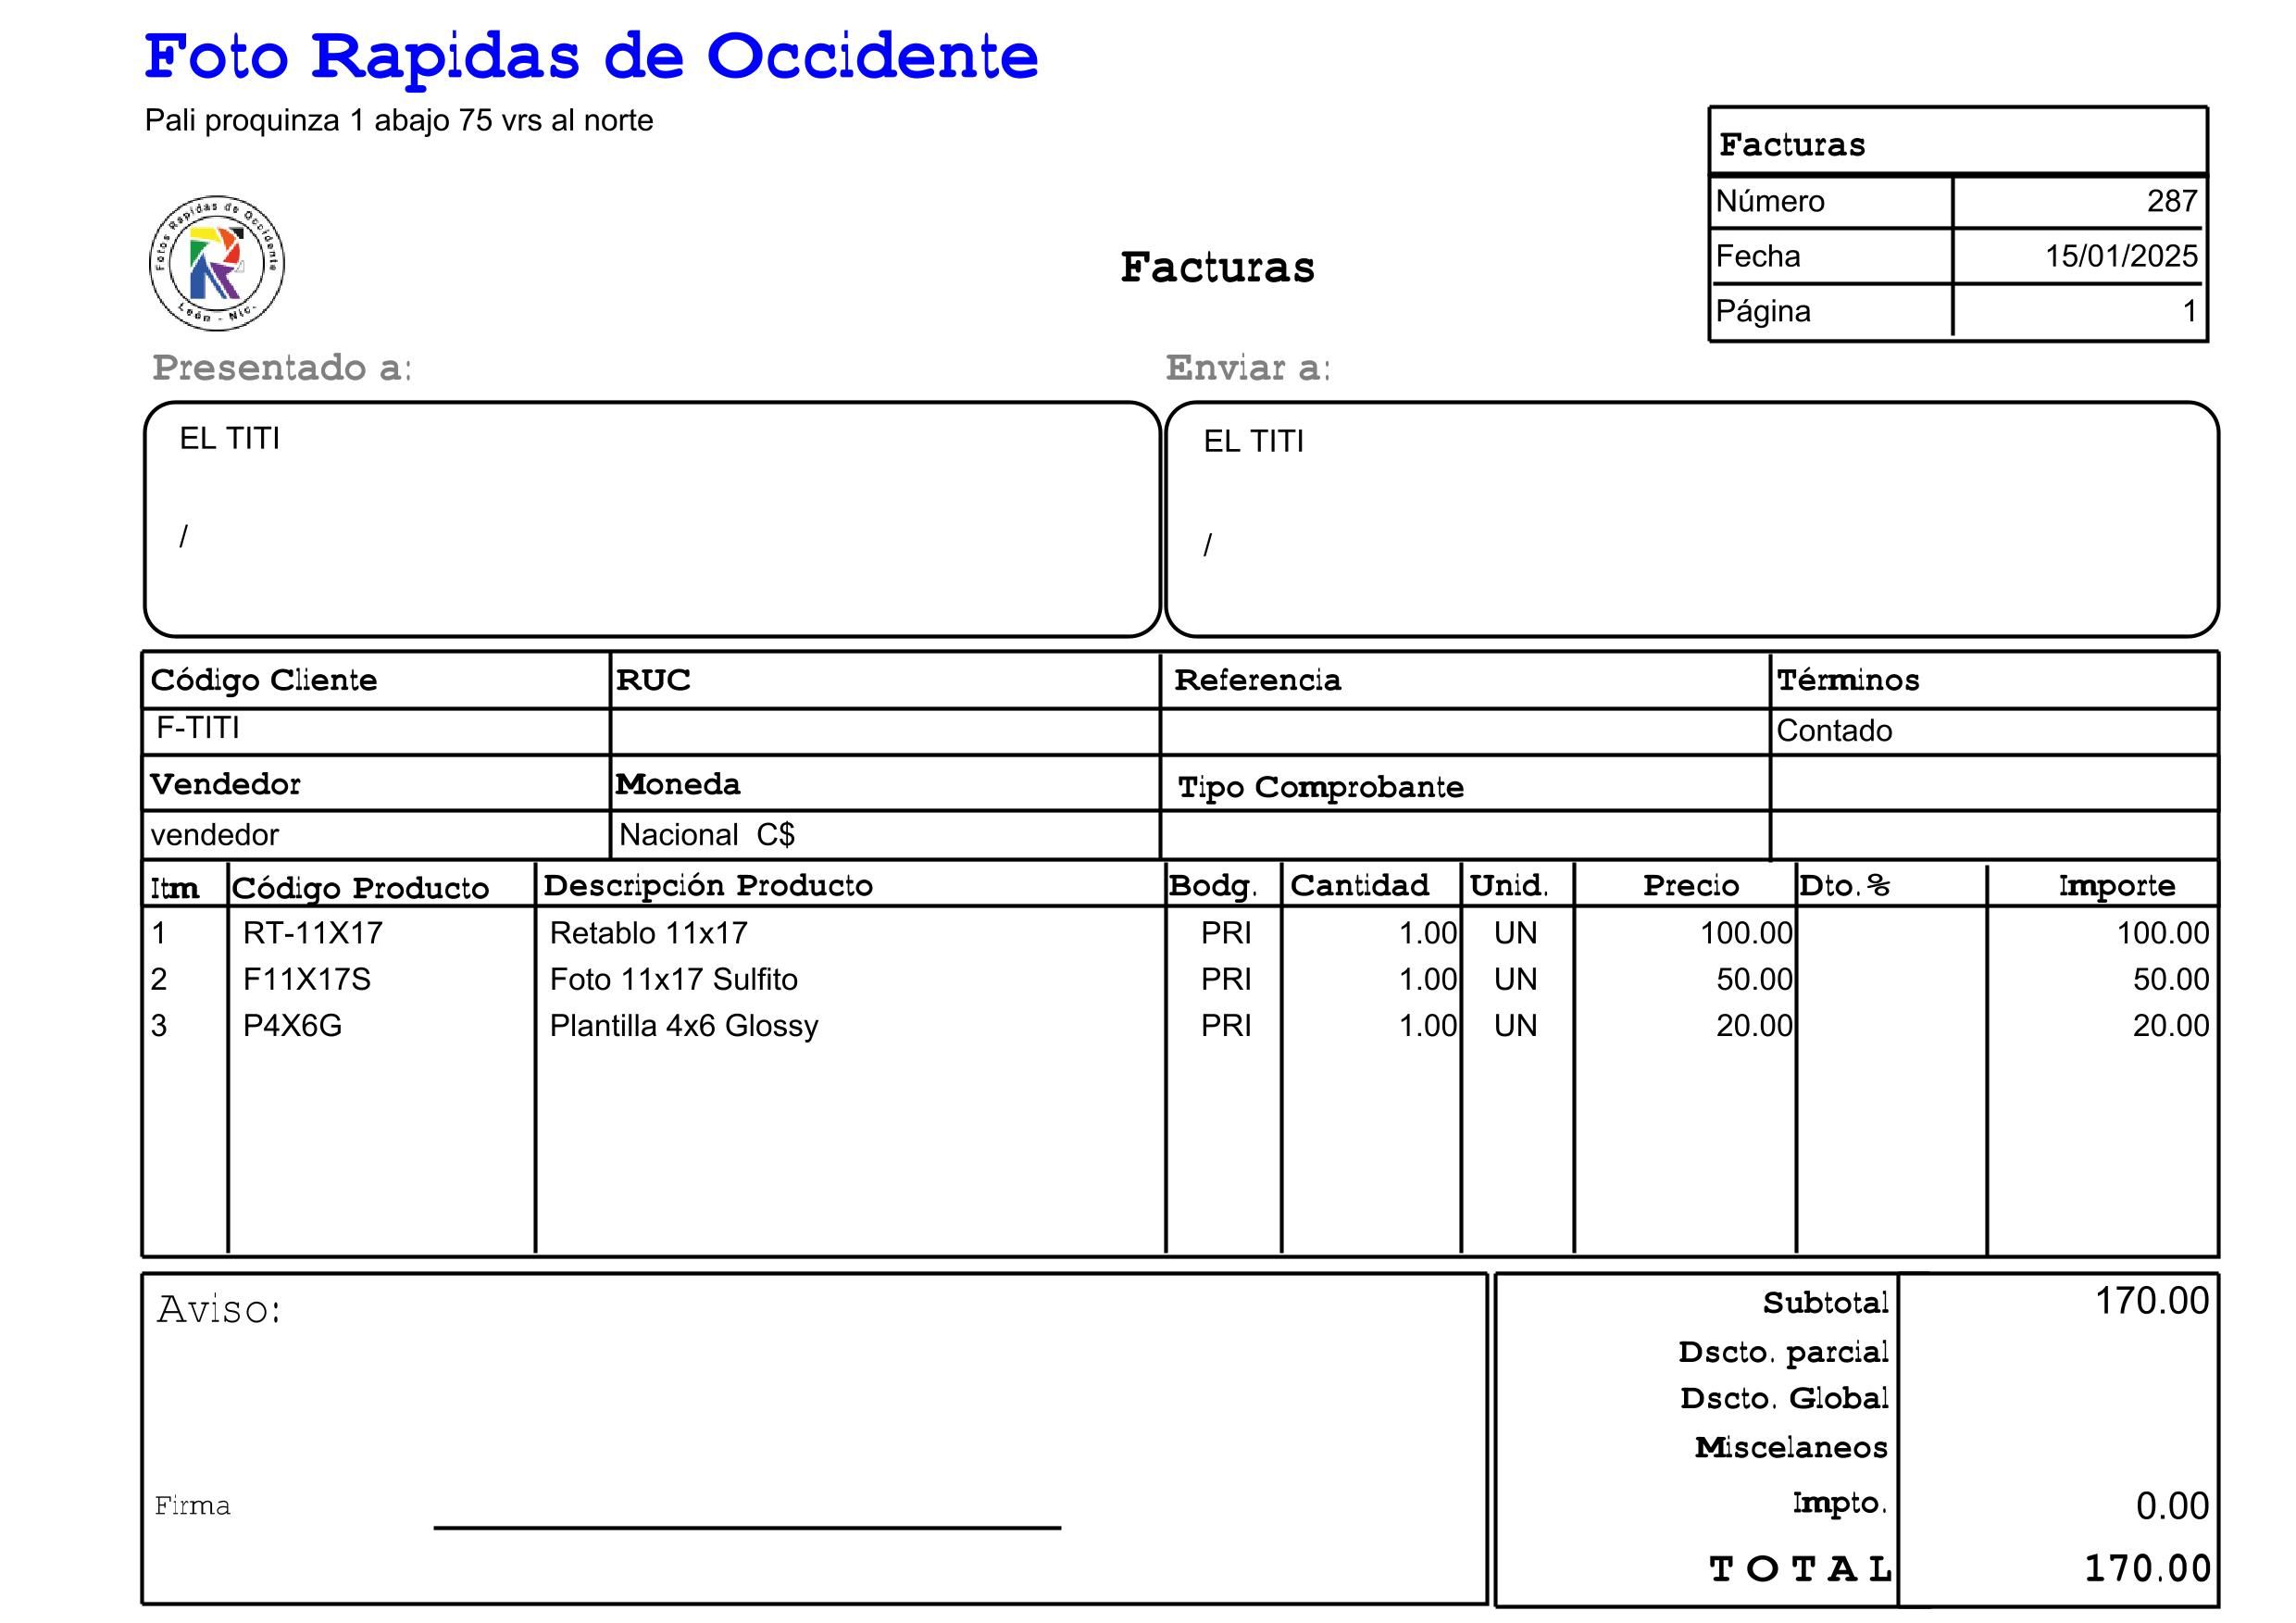 Foto Rapidas de Occidente
Pali proquinza 1 abajo 75 vrs al norte
Facturas
Número 287
Fecha 15/01/2025
Página 1
Fotos Rapidas de Occidente
León - Nic.
Facturas
Presentado a: Enviar a:
EL TITI EL TITI
/ /
Código Cliente RUC Referencia Términos
F-TITI Contado
Vendedor Moneda Tipo Comprobante
vendedor Nacional C$
Itm Código Producto Descripción Producto Bodg. Cantidad Unid. Precio Dto.% Importe
1 RT-11X17 Retablo 11x17 PRI 1.00 UN 100.00 100.00
2 F11X17S Foto 11x17 Sulfito PRI 1.00 UN 50.00 50.00
3 P4X6G Plantilla 4x6 Glossy PRI 1.00 UN 20.00 20.00
Aviso:
Firma
Subtotal 170.00
Dscto. parcial
Dscto. Global
Miscelaneos
Impto. 0.00
TOTAL 170.00